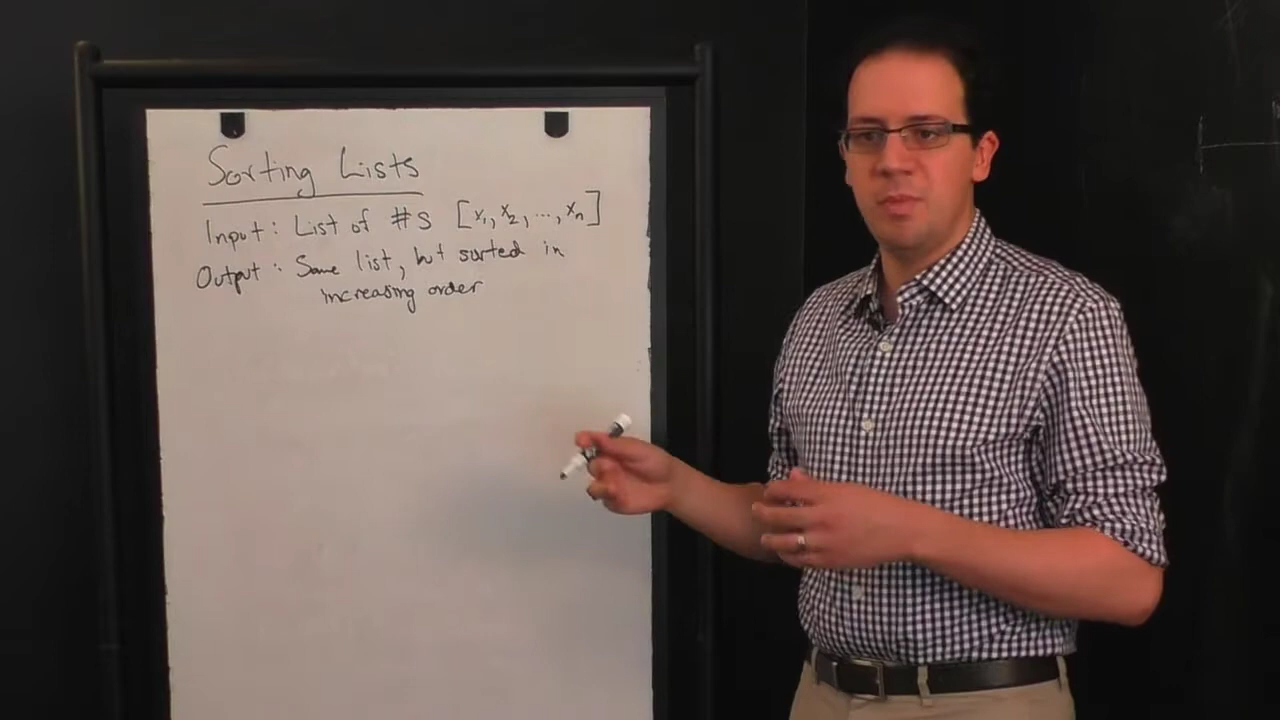 Sorting Lists
Input: List of #s [x₁, x₂, ..., xₙ]
Output: Same list, but sorted in
increasing order